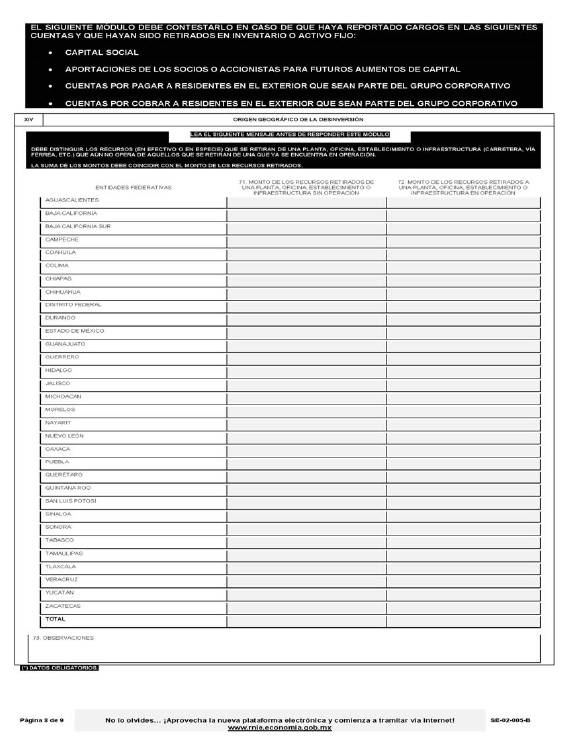 EL SIGUIENTE MÓDULO DEBE CONTESTARLO EN CASO DE QUE HAYA REPORTADO CARGOS EN LAS SIGUIENTES
CUENTAS Y QUE HAYAN SIDO RETIRADOS EN INVENTARIO O ACTIVO FIJO:
• CAPITAL SOCIAL
• APORTACIONES DE LOS SOCIOS O ACCIONISTAS PARA FUTUROS AUMENTOS DE CAPITAL
• CUENTAS POR PAGAR A RESIDENTES EN EL EXTERIOR QUE SEAN PARTE DEL GRUPO CORPORATIVO
• CUENTAS POR COBRAR A RESIDENTES EN EL EXTERIOR QUE SEAN PARTE DEL GRUPO CORPORATIVO
XIV ORIGEN GEOGRÁFICO DE LA DESINVERSIÓN
LEA EL SIGUIENTE MENSAJE ANTES DE RESPONDER ESTE MÓDULO
DEBE DISTINGUIR LOS RECURSOS (EN EFECTIVO O EN ESPECIE) QUE SE RETIRAN DE UNA PLANTA, OFICINA, ESTABLECIMIENTO O INFRAESTRUCTURA (CARRETERA, VÍA
FÉRREA, ETC.) QUE AÚN NO OPERA DE AQUELLOS QUE SE RETIRAN DE UNA QUE YA SE ENCUENTRA EN OPERACIÓN.
LA SUMA DE LOS MONTOS DEBE COINCIDIR CON EL MONTO DE LOS RECURSOS RETIRADOS.
ENTIDADES FEDERATIVAS
71. MONTO DE LOS RECURSOS RETIRADOS DE
UNA PLANTA, OFICINA, ESTABLECIMIENTO O
INFRAESTRUCTURA SIN OPERACIÓN
72. MONTO DE LOS RECURSOS RETIRADOS A
UNA PLANTA, OFICINA, ESTABLECIMIENTO O
INFRAESTRUCTURA EN OPERACIÓN
AGUASCALIENTES
BAJA CALIFORNIA
BAJA CALIFORNIA SUR
CAMPECHE
COAHUILA
COLIMA
CHIAPAS
CHIHUAHUA
DISTRITO FEDERAL
DURANGO
ESTADO DE MÉXICO
GUANAJUATO
GUERRERO
HIDALGO
JALISCO
MICHOACÁN
MORELOS
NAYARIT
NUEVO LEÓN
OAXACA
PUEBLA
QUERÉTARO
QUINTANA ROO
SAN LUIS POTOSÍ
SINALOA
SONORA
TABASCO
TAMAULIPAS
TLAXCALA
VERACRUZ
YUCATÁN
ZACATECAS
TOTAL
73. OBSERVACIONES
(*) DATOS OBLIGATORIOS.
Página 8 de 9 No lo olvides... ¡Aprovecha la nueva plataforma electrónica y comienza a tramitar vía Internet! SE-02-005-B
www.rnie.economia.gob.mx